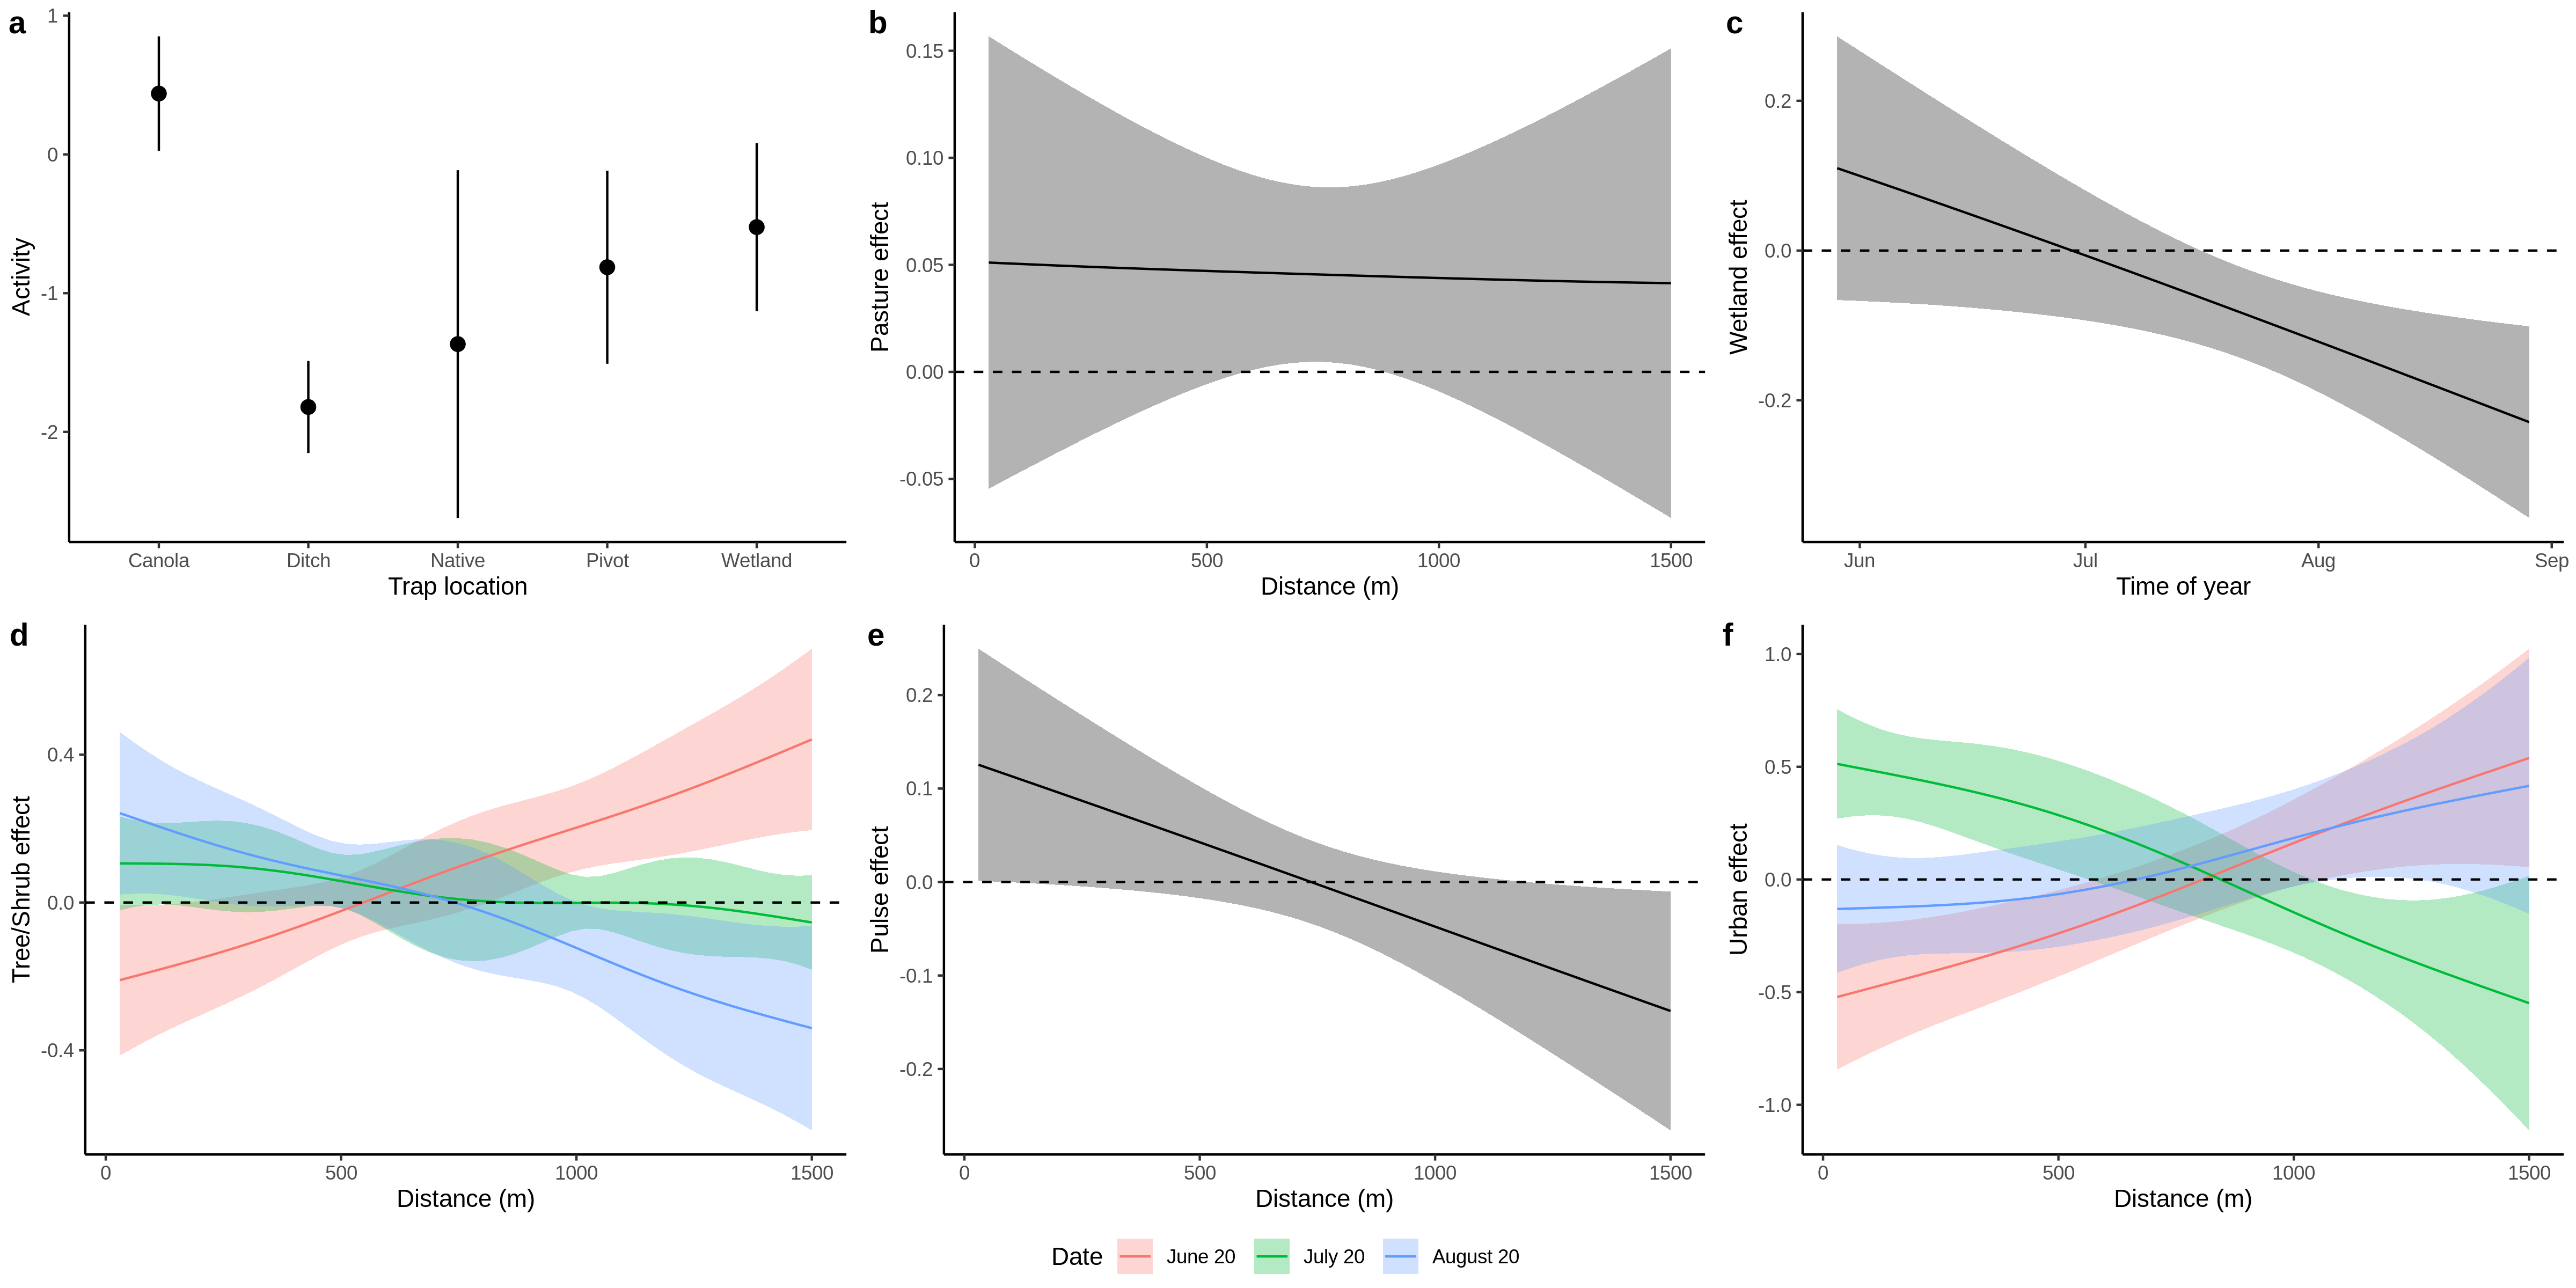 a
Activity
1
0
-1
-2
Canola Ditch Native Pivot Wetland
Trap location
b
Pasture effect
0.15
0.10
0.05
0.00
-0.05
0 500 1000 1500
Distance (m)
c
Wetland effect
0.2
0.0
-0.2
Jun Jul Aug Sep
Time of year
d
Tree/Shrub effect
0.4
0.0
-0.4
0 500 1000 1500
Distance (m)
e
Pulse effect
0.2
0.1
0.0
-0.1
-0.2
0 500 1000 1500
Distance (m)
f
Urban effect
1.0
0.5
0.0
-0.5
-1.0
0 500 1000 1500
Distance (m)
Date June 20 July 20 August 20